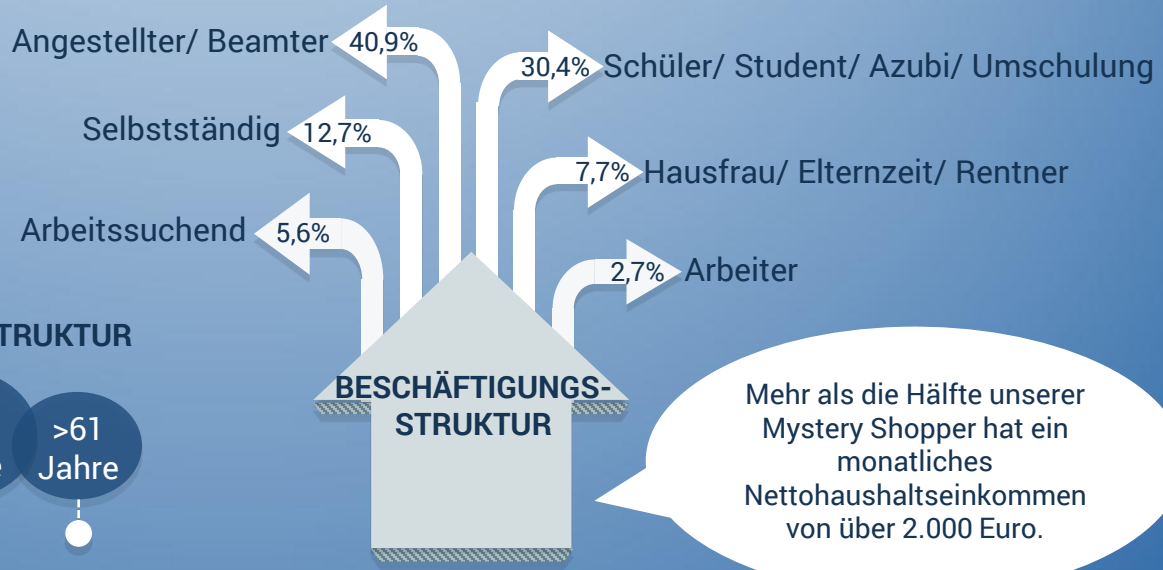 Angestellter/ Beamter 40,9%
30,4% Schüler/ Student/ Azubi/ Umschulung
Selbstständig 12,7%
7,7% Hausfrau/ Elternzeit/ Rentner
Arbeitssuchend 5,6%
2,7% Arbeiter
TRUKTUR
>61
Jahre
BESCHÄFTIGUNGS-
STRUKTUR
Mehr als die Hälfte unserer
Mystery Shopper hat ein
monatliches
Nettohaushaltseinkommen
von über 2.000 Euro.